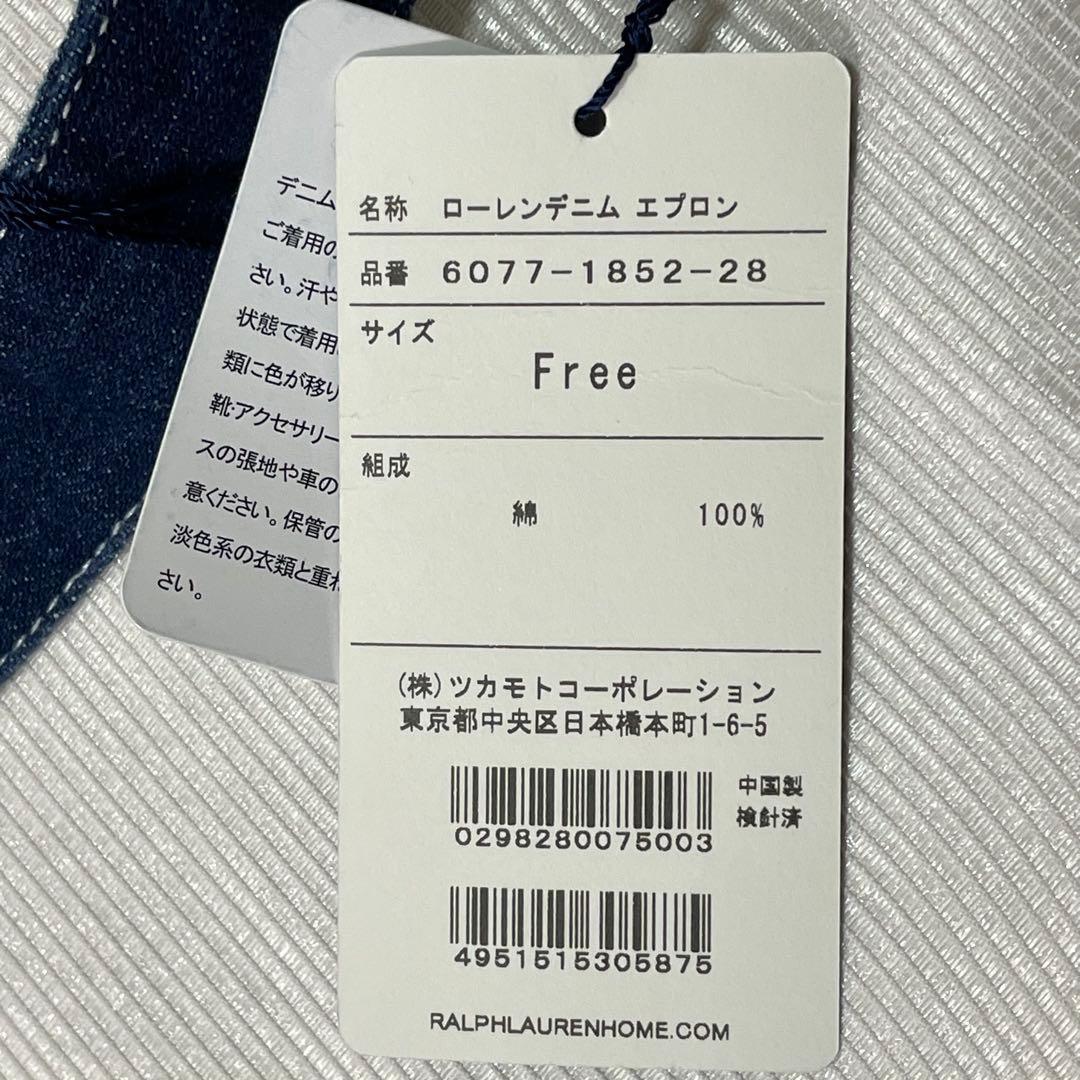 名称 ローレンデニム エプロン
品番 6077-1852-28
サイズ
Free
組成
綿 100%
(株)ツカモトコーポレーション
東京都中央区日本橋本町1-6-5
中国製
検針済
0298280075003
4951515305875
RALPHLAURENHOME.COM
デニム
ご着用の
さい。汗や
状態で着用
類に色が移り
靴・アクセサリー
スの張地や車の
意ください。保管の
淡色系の衣類と重ね
さい。